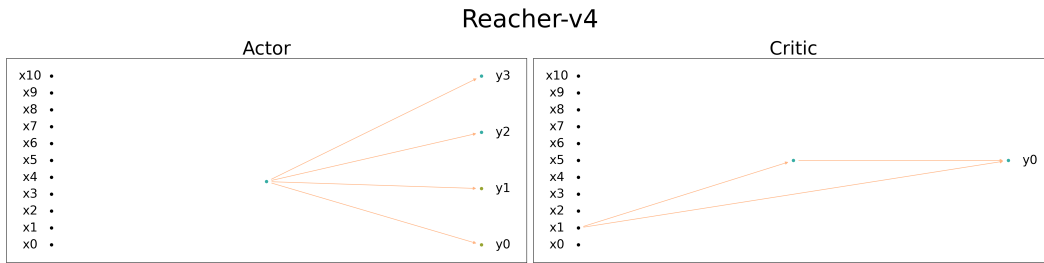 Reacher-v4
Actor
x10
x9
x8
x7
x6
x5
x4
x3
x2
x1
x0
y3
y2
y1
y0
Critic
x10
x9
x8
x7
x6
x5
x4
x3
x2
x1
x0
y0